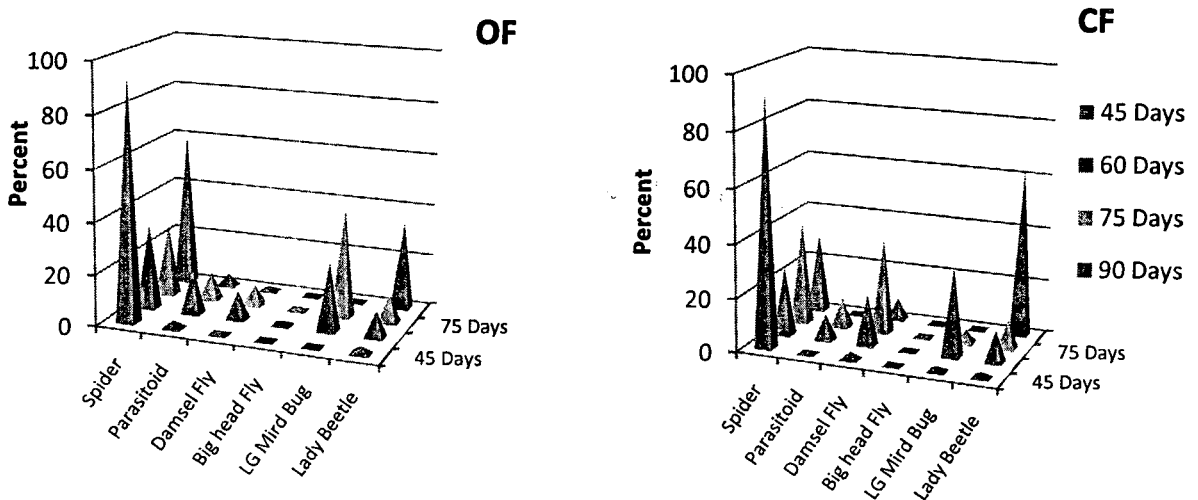 OF
100
80
60
40
20
0
Percent
Spider
Parasitoid
Damsel Fly
Big head Fly
LG Mird Bug
Lady Beetle
75 Days
45 Days
CF
100
80
60
40
20
0
Percent
Spider
Parasitoid
Damsel Fly
Big head Fly
LG Mird Bug
Lady Beetle
75 Days
45 Days
45 Days
60 Days
75 Days
90 Days